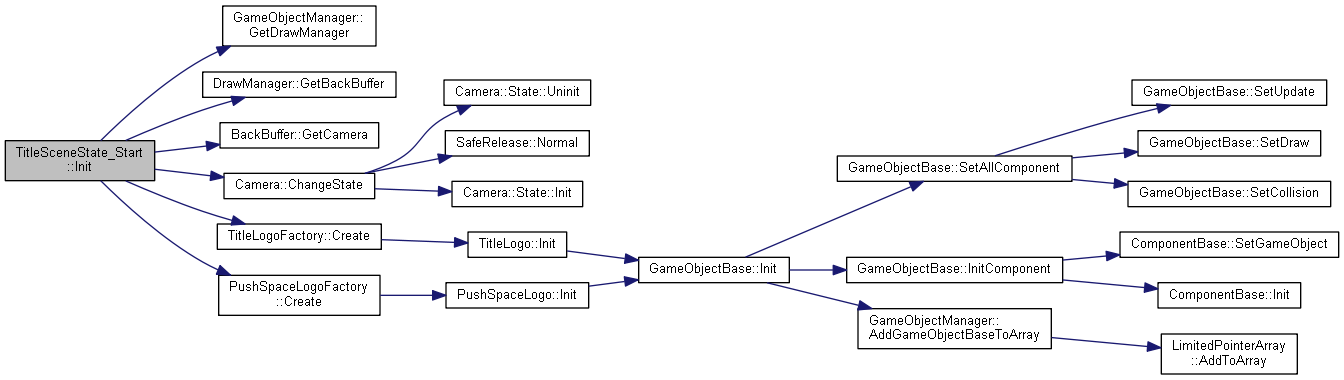 TitleSceneState_Start
::Init
GameObjectManager::
GetDrawManager
DrawManager::GetBackBuffer
BackBuffer::GetCamera
Camera::ChangeState
Camera::State::Uninit
SafeRelease::Normal
Camera::State::Init
TitleLogoFactory::Create
TitleLogo::Init
PushSpaceLogoFactory
::Create
PushSpaceLogo::Init
GameObjectBase::Init
GameObjectBase::SetAllComponent
GameObjectBase::SetUpdate
GameObjectBase::SetDraw
GameObjectBase::SetCollision
GameObjectBase::InitComponent
ComponentBase::SetGameObject
ComponentBase::Init
GameObjectManager::
AddGameObjectBaseToArray
LimitedPointerArray
::AddToArray